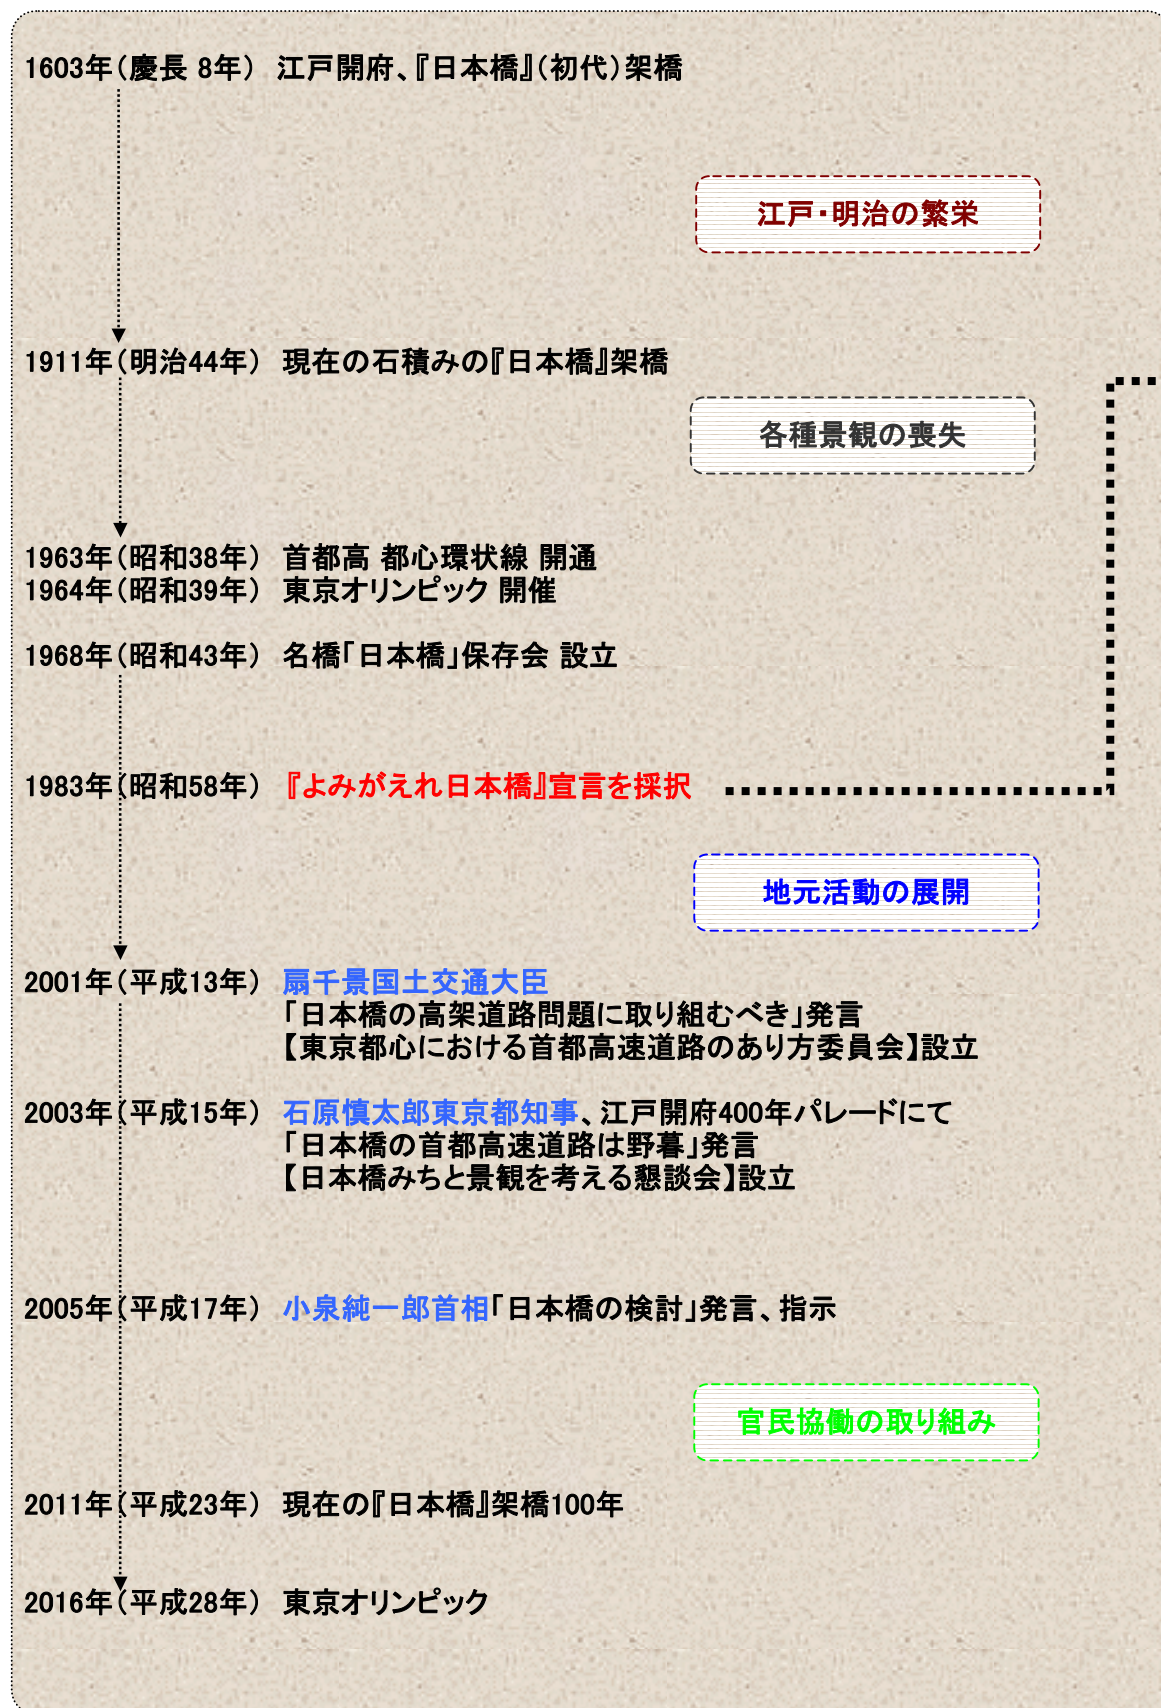 1603年（慶長 8年） 江戸開府、『日本橋』（初代）架橋
江戸・明治の繁栄
1911年（明治44年） 現在の石積みの『日本橋』架橋
各種景観の喪失
1963年（昭和38年） 首都高 都心環状線 開通
1964年（昭和39年） 東京オリンピック 開催
1968年（昭和43年） 名橋「日本橋」保存会 設立
1983年（昭和58年） 『よみがえれ日本橋』宣言を採択
地元活動の展開
2001年（平成13年） 扇千景国土交通大臣
「日本橋の高架道路問題に取り組むべき」発言
【東京都心における首都高速道路のあり方委員会】設立
2003年（平成15年） 石原慎太郎東京都知事、江戸開府400年パレードにて
「日本橋の首都高速道路は野暮」発言
【日本橋みちと景観を考える懇談会】設立
2005年（平成17年） 小泉純一郎首相「日本橋の検討」発言、指示
官民協働の取り組み
2011年（平成23年） 現在の『日本橋』架橋100年
2016年（平成28年） 東京オリンピック